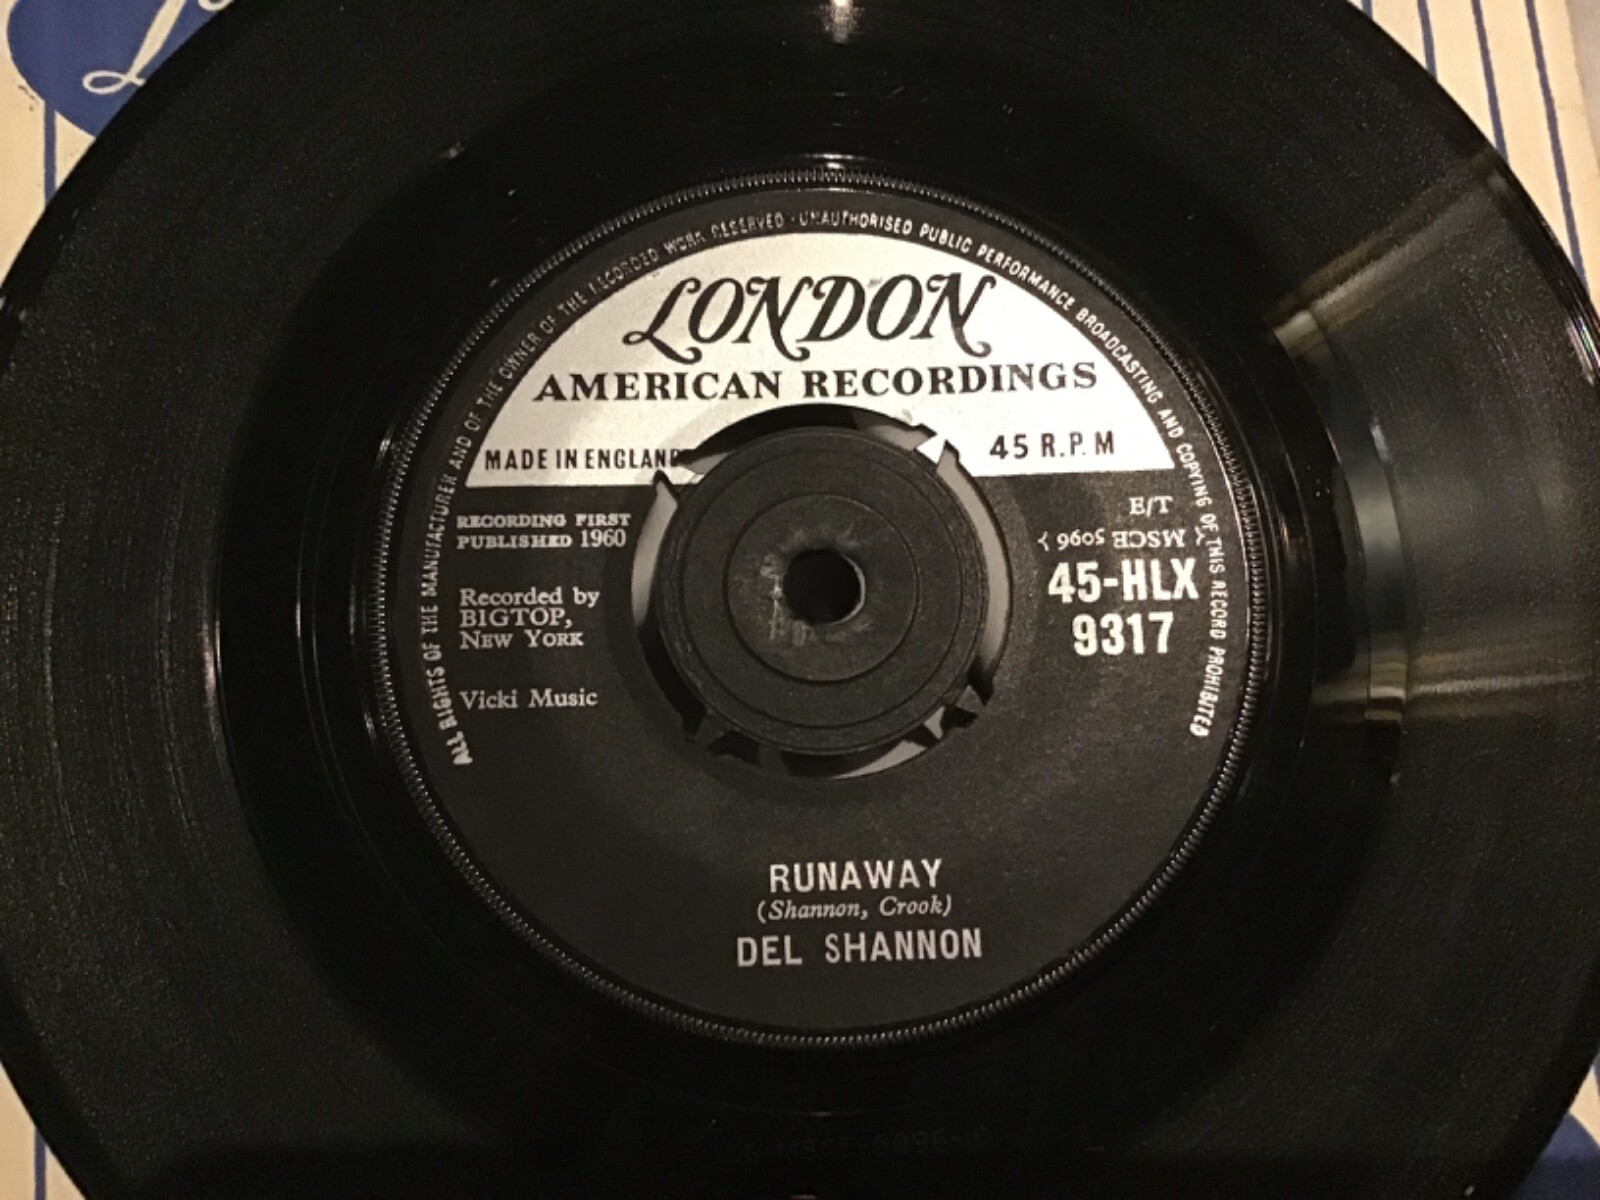 ALL RIGHTS OF THE MANUFACTURER AND OF THE OWNER OF THE RECORDED WORK RESERVED · UNAUTHORISED PUBLIC PERFORMANCE BROADCASTING AND COPYING OF THIS RECORD PROHIBITED
LONDON
AMERICAN RECORDINGS
MADE IN ENGLAND
45 R.P.M
RECORDING FIRST
PUBLISHED 1960
E/T
MSCE 5096
Recorded by
BIGTOP,
NEW YORK
45-HLX
9317
Vicki Music
RUNAWAY
(Shannon, Crook)
DEL SHANNON